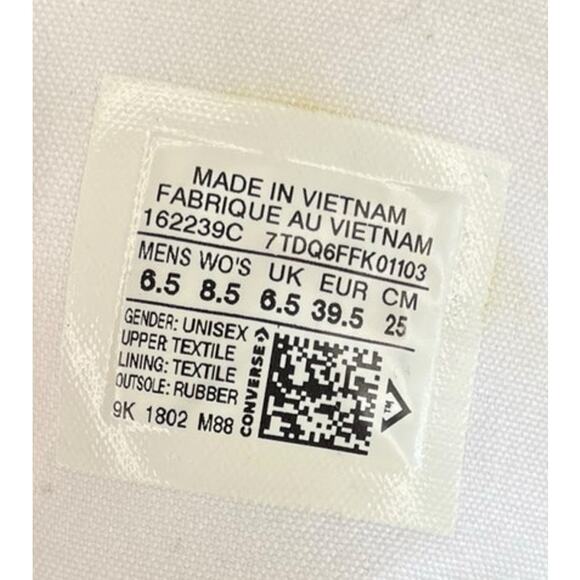 MADE IN VIETNAM
FABRIQUE AU VIETNAM
162239C 7TDQ6FFK01103
MENS WO'S UK EUR CM
6.5 8.5 6.5 39.5 25
GENDER: UNISEX
UPPER: TEXTILE
LINING: TEXTILE
OUTSOLE: RUBBER
9K 1802 M88
CONVERSE
TM